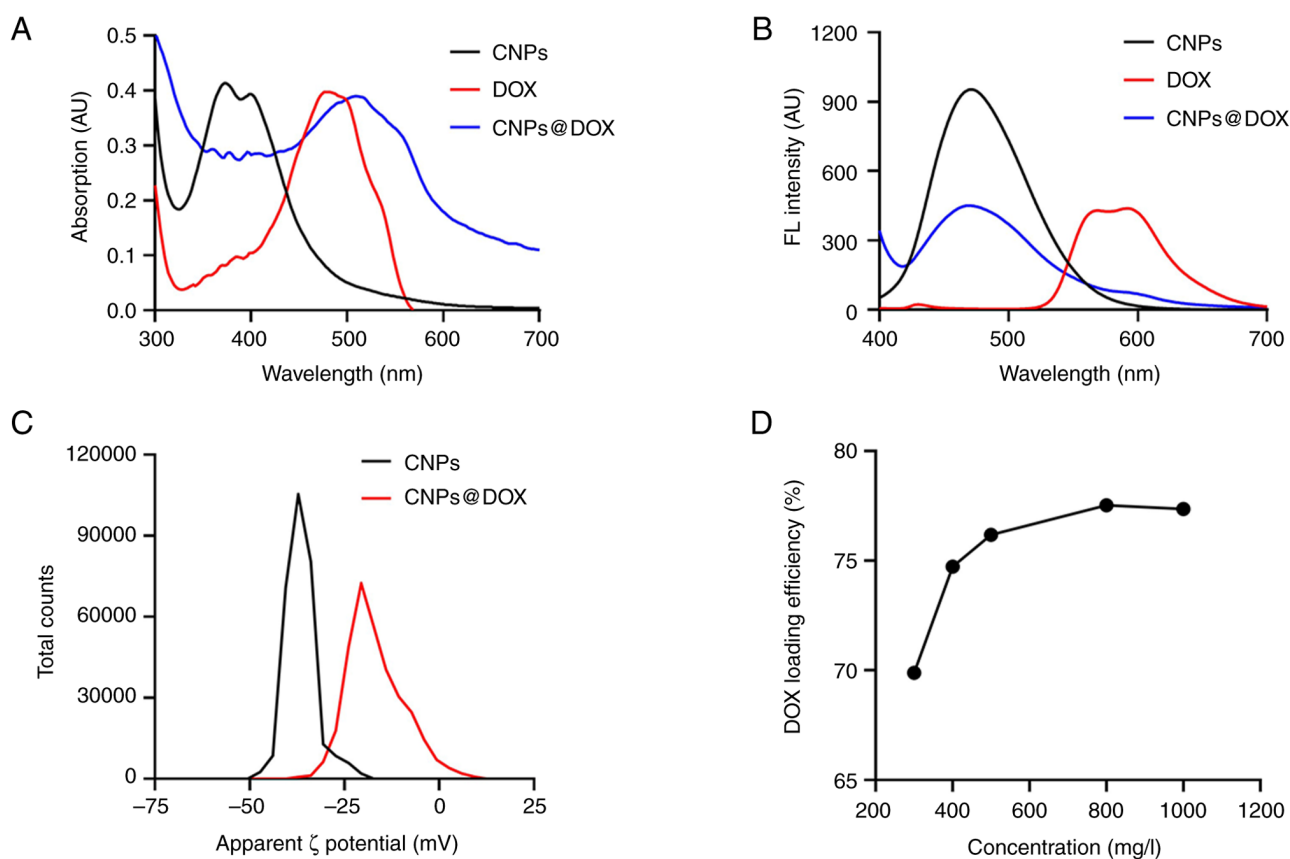 A
0.5
0.4
0.3
0.2
0.1
0.0
Absorption (AU)
300
400
500
600
700
Wavelength (nm)
CNPs
DOX
CNPs@DOX
B
1200
900
600
300
0
FL intensity (AU)
400
500
600
700
Wavelength (nm)
CNPs
DOX
CNPs@DOX
C
120000
90000
60000
30000
0
Total counts
–75
–50
–25
0
25
Apparent ζ potential (mV)
CNPs
CNPs@DOX
D
80
75
70
65
DOX loading efficiency (%)
200
400
600
800
1000
1200
Concentration (mg/l)